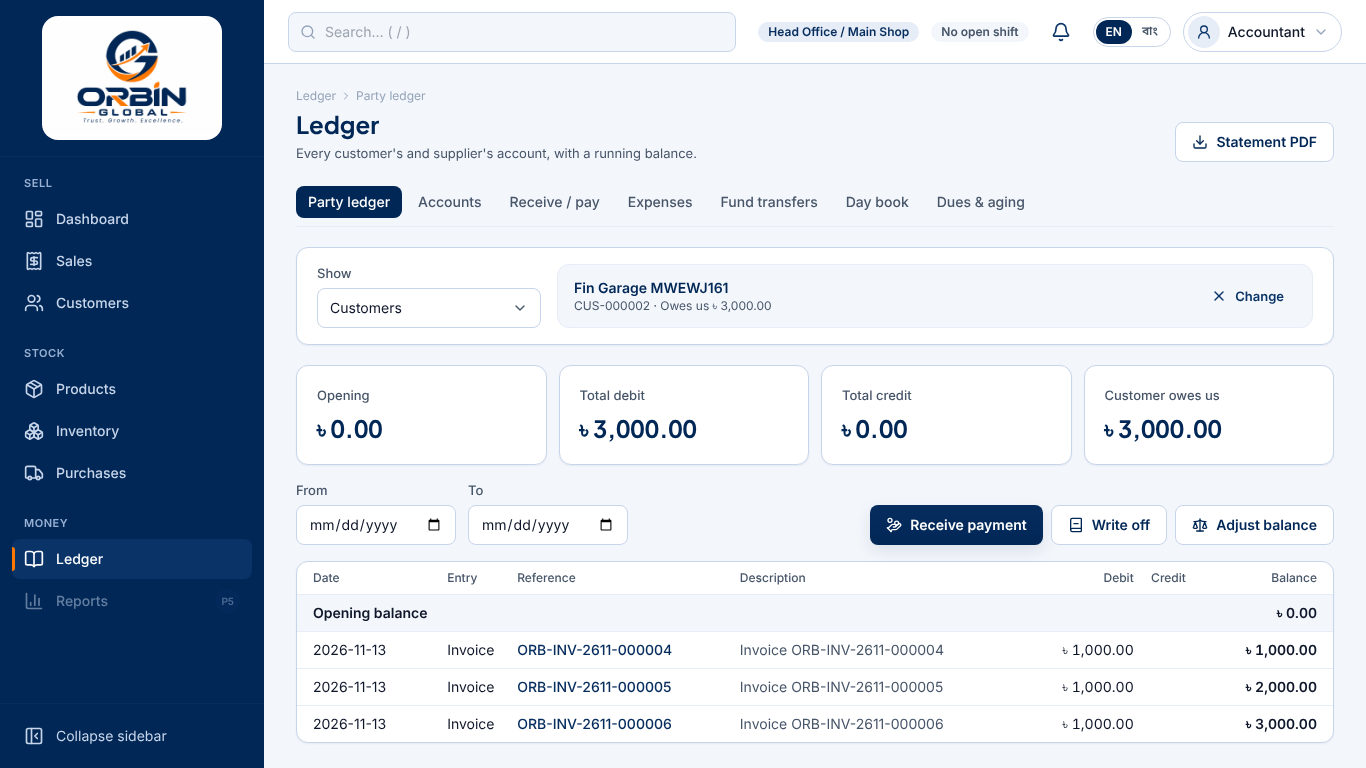 ORBIN
GLOBAL
Trust. Growth. Excellence.
Search... ( / )
Head Office / Main Shop
No open shift
EN
বাং
Accountant
SELL
Dashboard
Sales
Customers
STOCK
Products
Inventory
Purchases
MONEY
Ledger
Reports P5
Collapse sidebar
Ledger > Party ledger
Ledger
Every customer's and supplier's account, with a running balance.
Statement PDF
Party ledger Accounts Receive / pay Expenses Fund transfers Day book Dues & aging
Show
Customers
Fin Garage MWEWJ161
CUS-000002 · Owes us ৳ 3,000.00
Change
Opening
৳ 0.00
Total debit
৳ 3,000.00
Total credit
৳ 0.00
Customer owes us
৳ 3,000.00
From
mm/dd/yyyy
To
mm/dd/yyyy
Receive payment
Write off
Adjust balance
Date Entry Reference Description Debit Credit Balance
Opening balance ৳ 0.00
2026-11-13 Invoice ORB-INV-2611-000004 Invoice ORB-INV-2611-000004 ৳ 1,000.00 ৳ 1,000.00
2026-11-13 Invoice ORB-INV-2611-000005 Invoice ORB-INV-2611-000005 ৳ 1,000.00 ৳ 2,000.00
2026-11-13 Invoice ORB-INV-2611-000006 Invoice ORB-INV-2611-000006 ৳ 1,000.00 ৳ 3,000.00